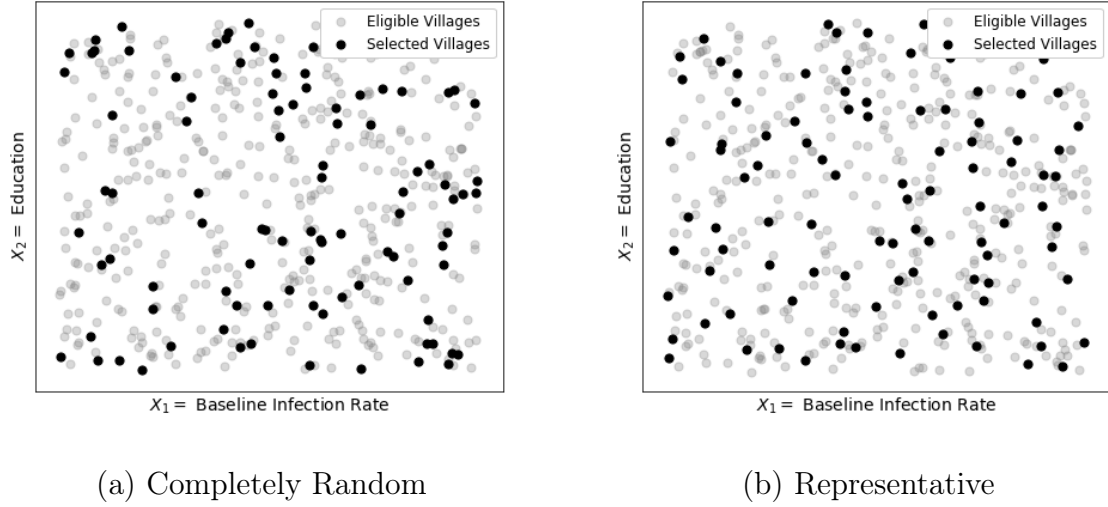 Eligible Villages
Selected Villages
X₂ = Education
X₁ = Baseline Infection Rate
(a) Completely Random
Eligible Villages
Selected Villages
X₂ = Education
X₁ = Baseline Infection Rate
(b) Representative